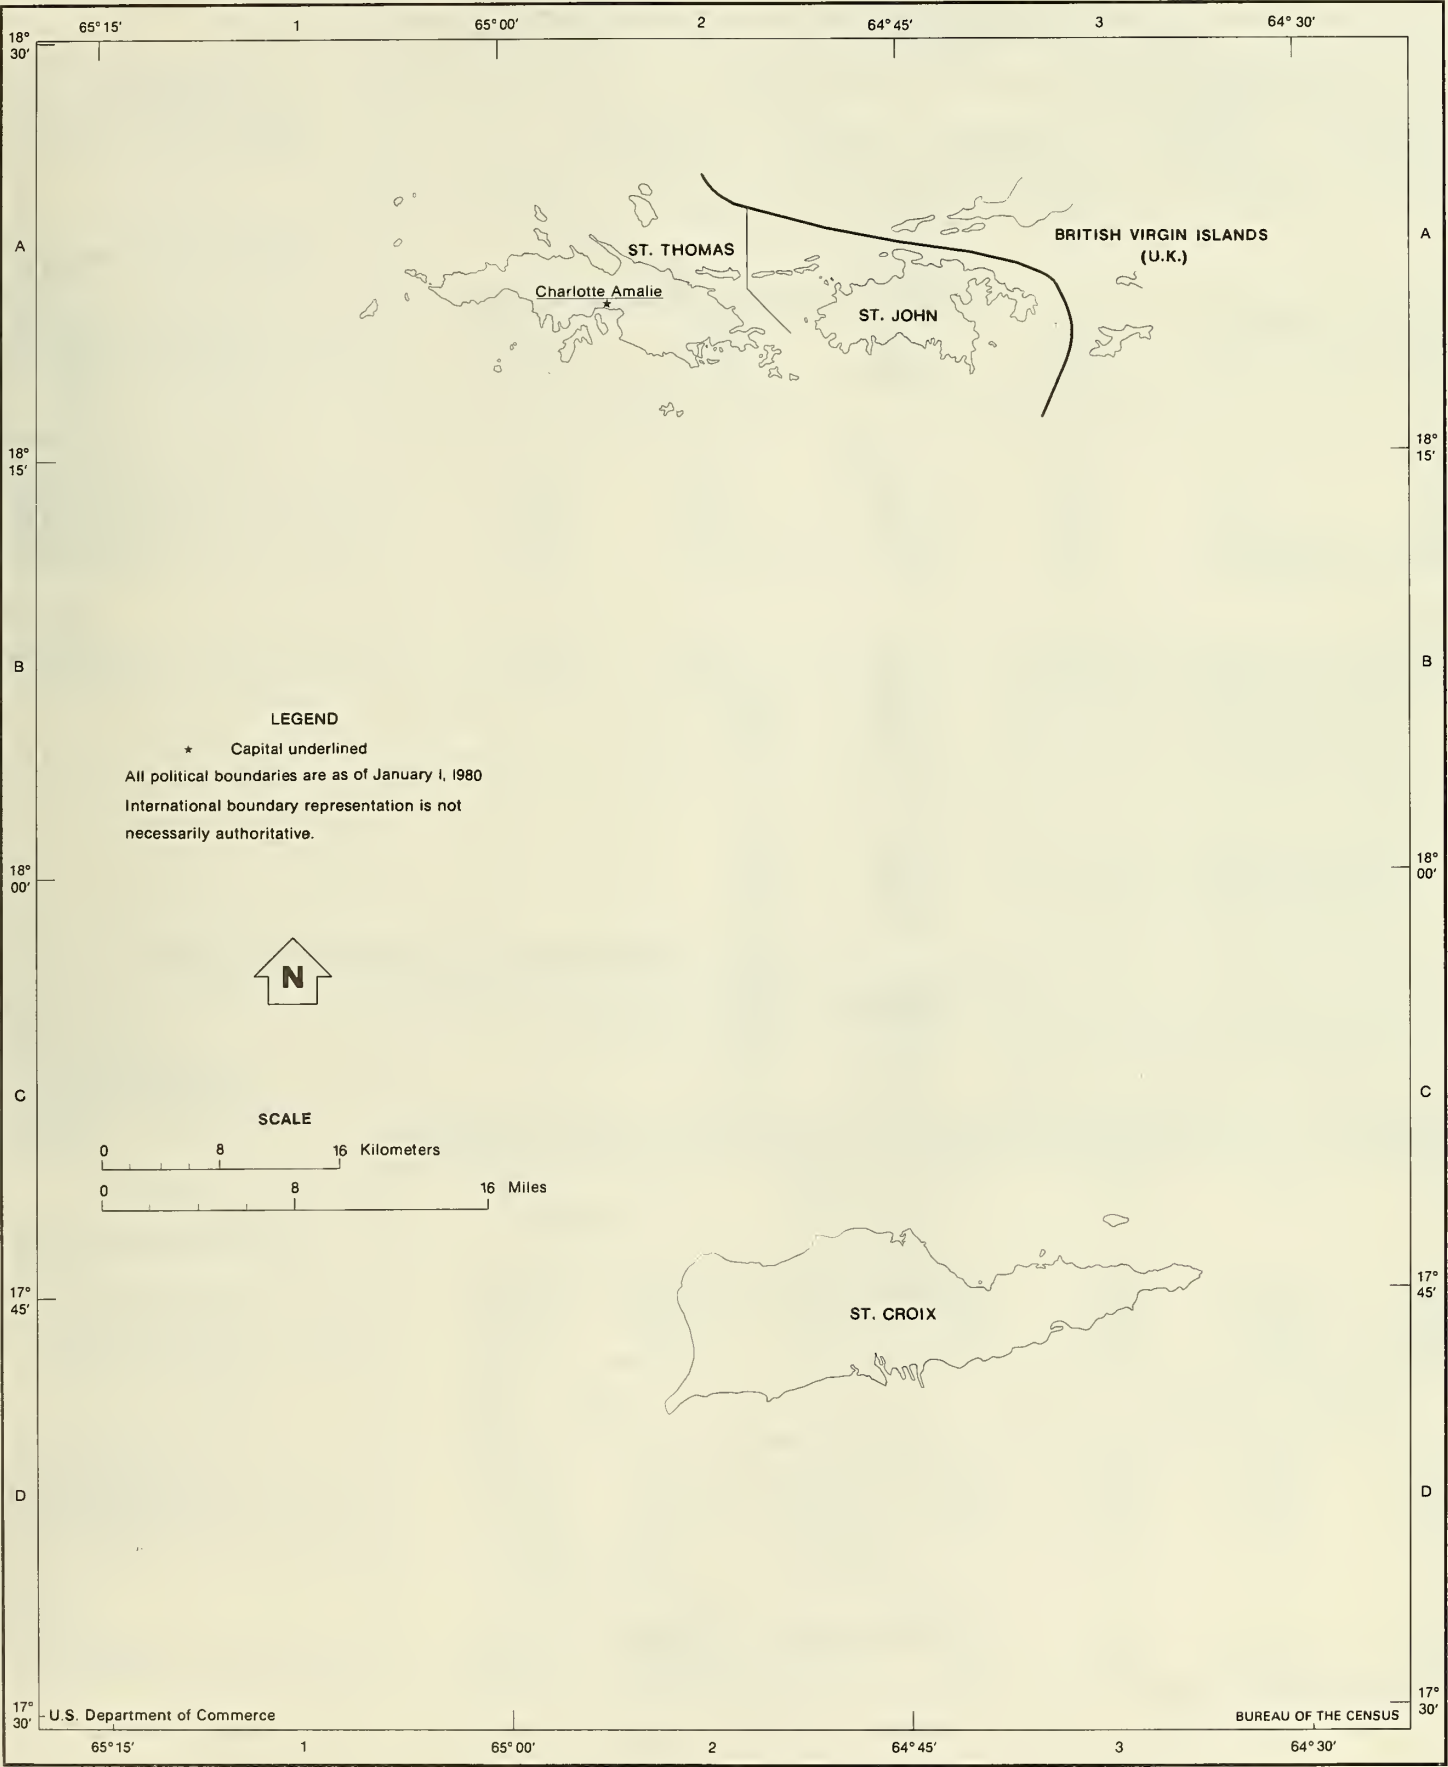 65°15′ 1 65°00′ 2 64°45′ 3 64°30′
18°
30′
A
A
ST. THOMAS
BRITISH VIRGIN ISLANDS
(U.K.)
Charlotte Amalie
ST. JOHN
18°
15′
18°
15′
B
B
LEGEND
★ Capital underlined
All political boundaries are as of January 1, 1980
International boundary representation is not
necessarily authoritative.
18°
00′
18°
00′
N
C
C
SCALE
0 8 16 Kilometers
0 8 16 Miles
17°
45′
17°
45′
ST. CROIX
D
D
17°
30′
17°
30′
U.S. Department of Commerce
BUREAU OF THE CENSUS
65°15′ 1 65°00′ 2 64°45′ 3 64°30′